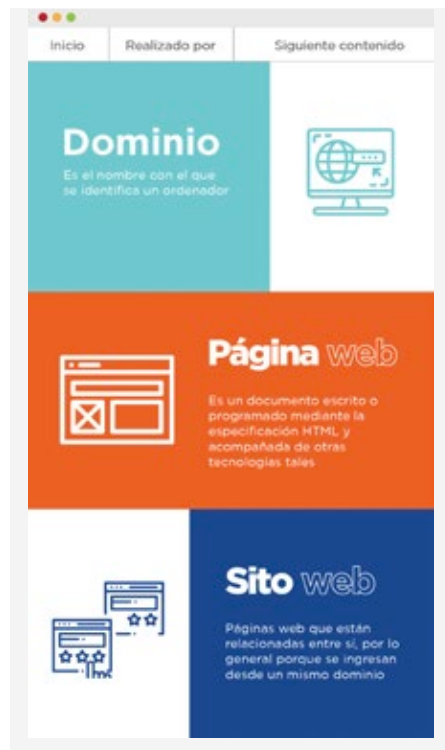 Inicio Realizado por Siguiente contenido
Dominio
Es el nombre con el que
se identifica un ordenador
Página web
Es un documento escrito o
programado mediante la
especificación HTML y
acompañada de otras
tecnologías tales
Sito web
Páginas web que están
relacionadas entre sí, por lo
general porque se ingresan
desde un mismo dominio